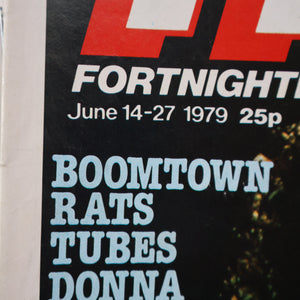 FORTNIGHTL
June 14-27 1979 25p
BOOMTOWN
RATS
TUBES
DONNA